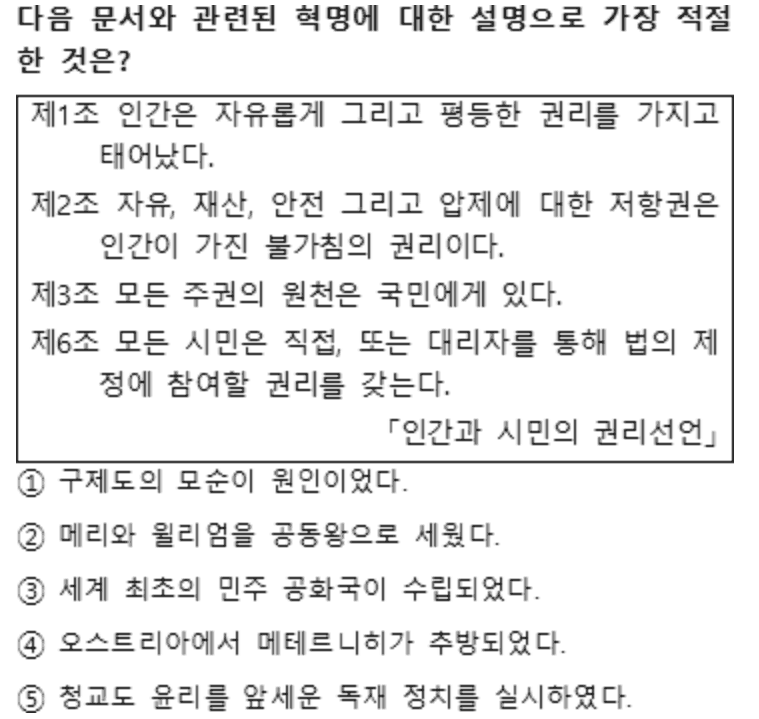 다음 문서와 관련된 혁명에 대한 설명으로 가장 적절
한 것은?
제1조 인간은 자유롭게 그리고 평등한 권리를 가지고
태어났다.
제2조 자유, 재산, 안전 그리고 압제에 대한 저항권은
인간이 가진 불가침의 권리이다.
제3조 모든 주권의 원천은 국민에게 있다.
제6조 모든 시민은 직접, 또는 대리자를 통해 법의 제
정에 참여할 권리를 갖는다.
「인간과 시민의 권리선언」
① 구제도의 모순이 원인이었다.
② 메리와 윌리엄을 공동왕으로 세웠다.
③ 세계 최초의 민주 공화국이 수립되었다.
④ 오스트리아에서 메테르니히가 추방되었다.
⑤ 청교도 윤리를 앞세운 독재 정치를 실시하였다.